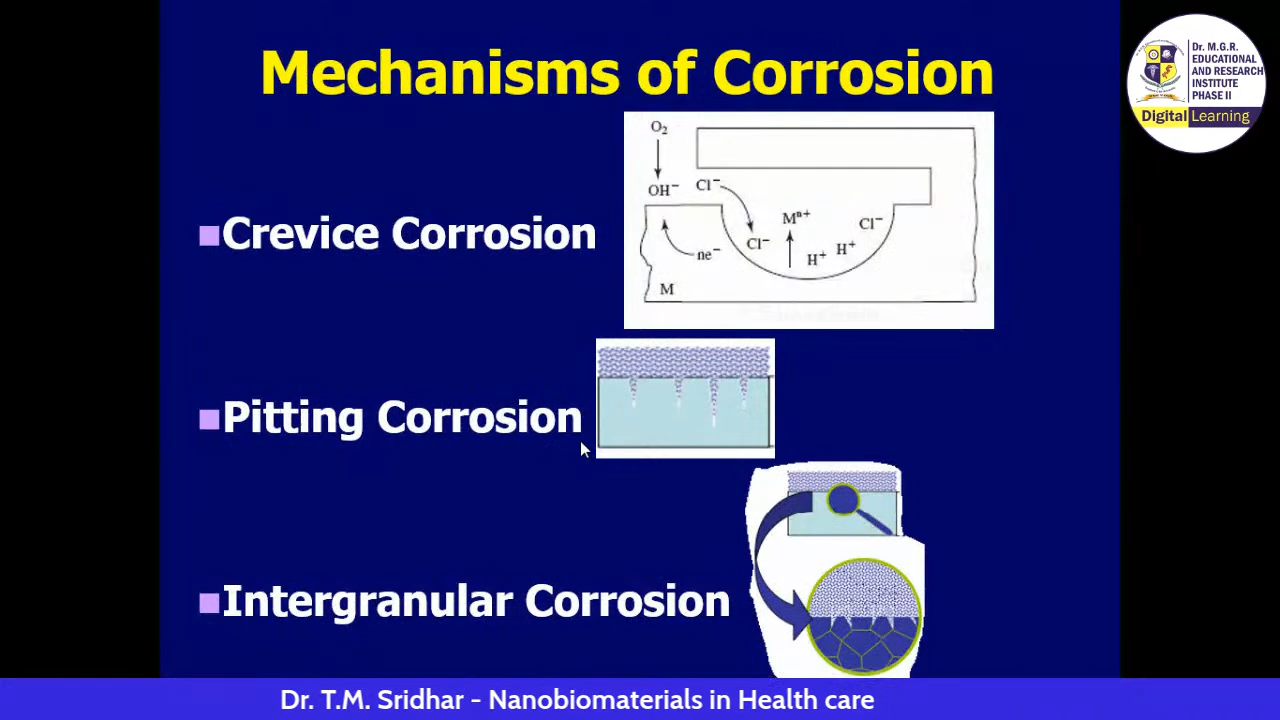 Mechanisms of Corrosion
Dr. M.G.R.
EDUCATIONAL
AND RESEARCH
INSTITUTE
PHASE II
Digital Learning
O₂
OH⁻ Cl⁻
Mⁿ⁺
Cl⁻
Cl⁻
ne⁻
H⁺ H⁺
M
Crevice Corrosion
Pitting Corrosion
Intergranular Corrosion
Dr. T.M. Sridhar - Nanobiomaterials in Health care